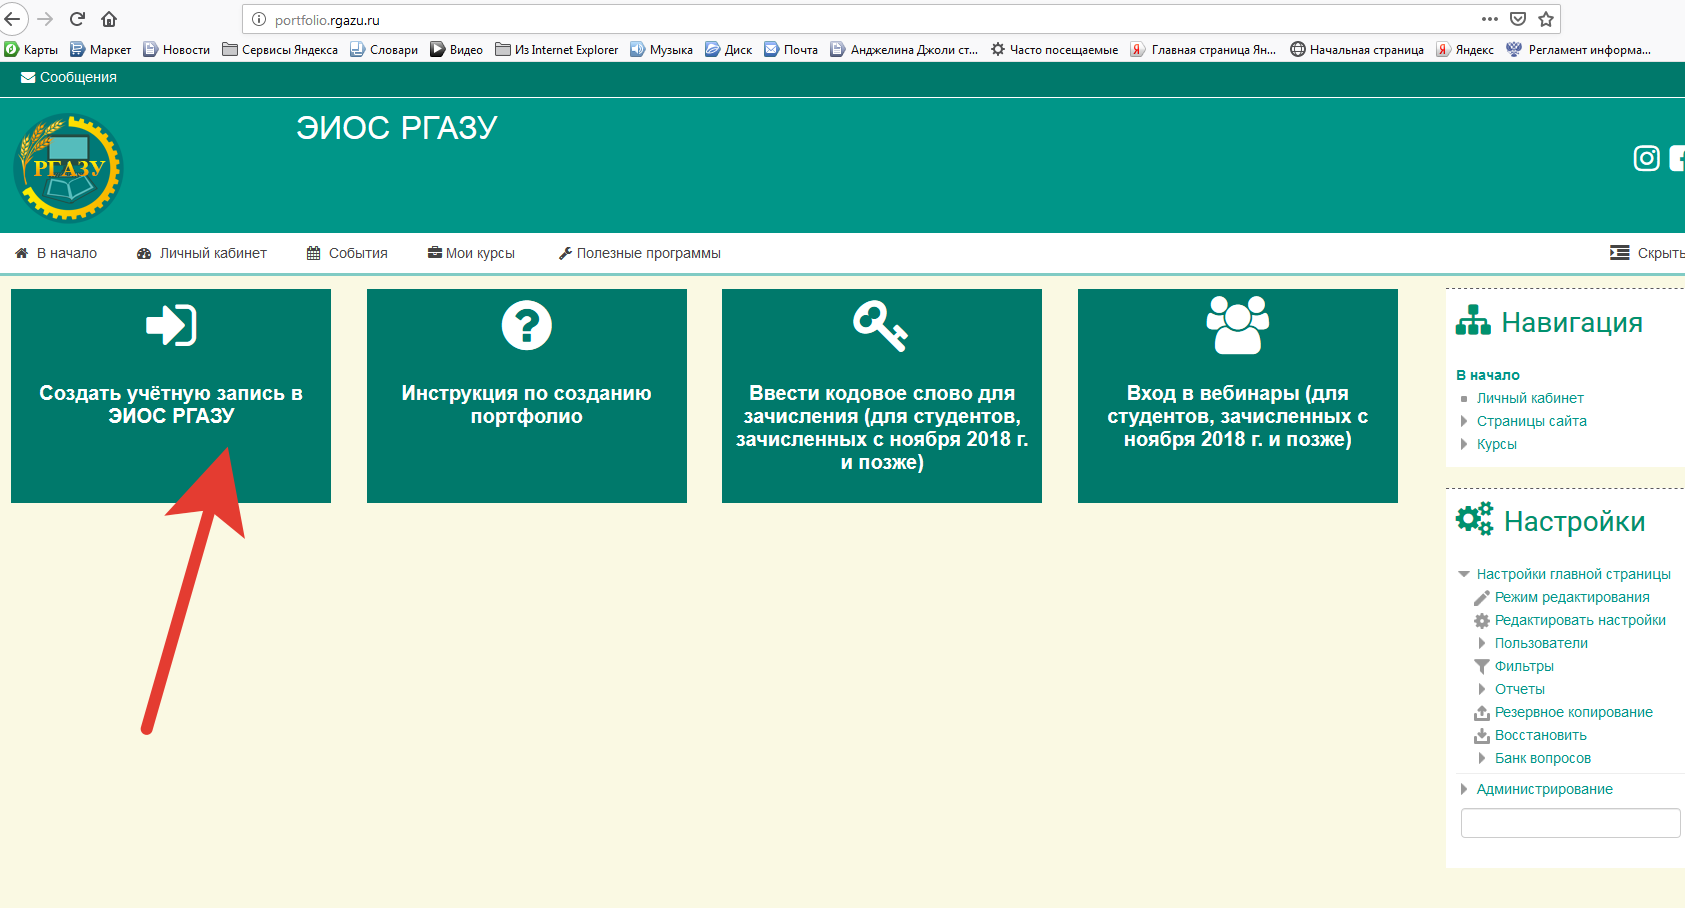 portfolio.rgazu.ru
Карты Маркет Новости Сервисы Яндекса Словари Видео Из Internet Explorer Музыка Диск Почта Анджелина Джоли ст... Часто посещаемые Главная страница Ян... Начальная страница Яндекс Регламент информа...
Сообщения
ЭИОС РГАЗУ
РГАЗУ
В начало Личный кабинет События Мои курсы Полезные программы Скрыть
Создать учётную запись в
ЭИОС РГАЗУ
Инструкция по созданию
портфолио
Ввести кодовое слово для
зачисления (для студентов,
зачисленных с ноября 2018 г.
и позже)
Вход в вебинары (для
студентов, зачисленных с
ноября 2018 г. и позже)
Навигация
В начало
Личный кабинет
Страницы сайта
Курсы
Настройки
Настройки главной страницы
Режим редактирования
Редактировать настройки
Пользователи
Фильтры
Отчеты
Резервное копирование
Восстановить
Банк вопросов
Администрирование